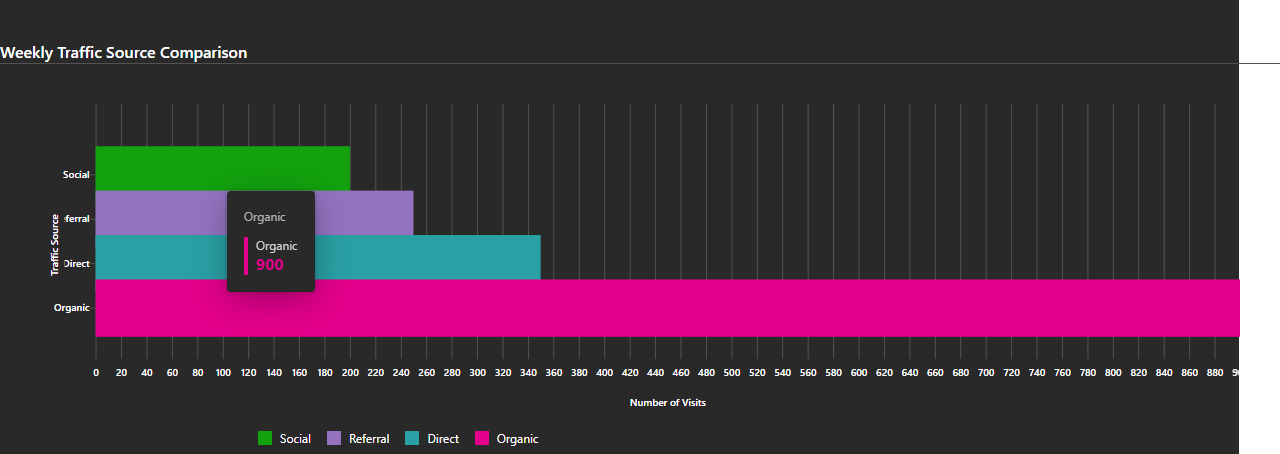 Weekly Traffic Source Comparison
Social
ferral
Direct
Organic
Traffic Source
Organic
Organic
900
0 20 40 60 80 100 120 140 160 180 200 220 240 260 280 300 320 340 360 380 400 420 440 460 480 500 520 540 560 580 600 620 640 660 680 700 720 740 760 780 800 820 840 860 880
Number of Visits
Social Referral Direct Organic